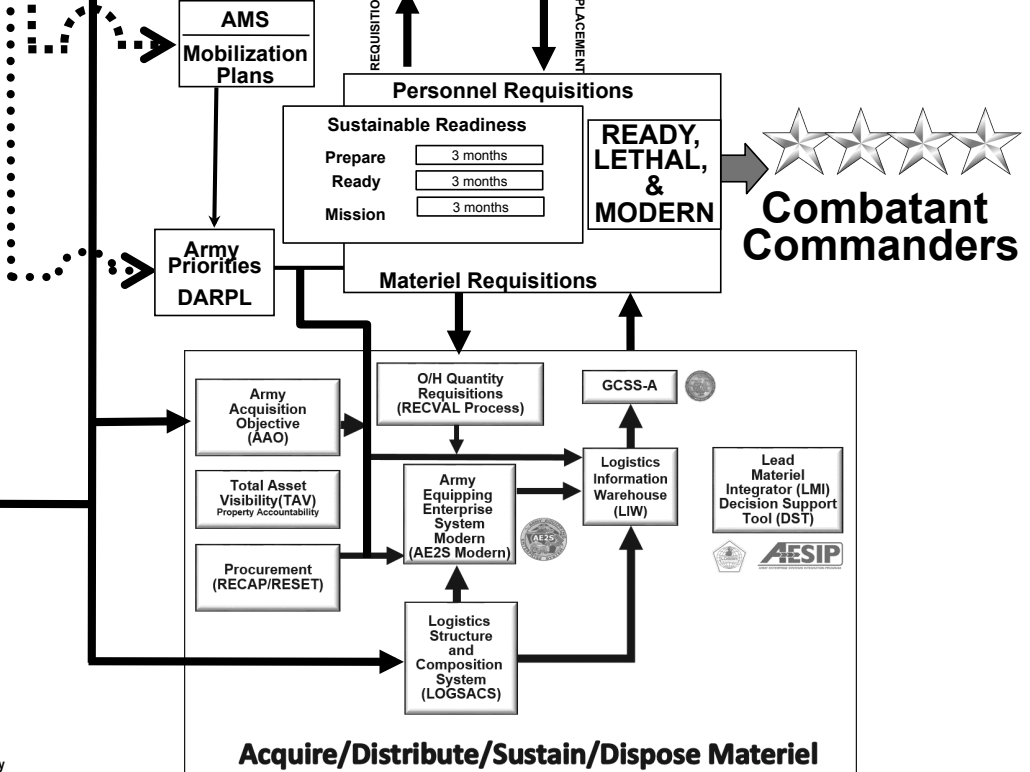 AMS
Mobilization
Plans
PLACEMENT
Personnel Requisitions
Sustainable Readiness
Prepare
3 months
Ready
3 months
Mission
3 months
READY,
LETHAL,
&
MODERN
Combatant
Commanders
Army
Priorities
DARPL
Materiel Requisitions
Army
Acquisition
Objective
(AAO)
O/H Quantity
Requisitions
(RECVAL Process)
GCSS-A
Total Asset
Visibility(TAV)
Property Accountability
Army
Equipping
Enterprise
System
Modern
(AE2S Modern)
AE2S
Logistics
Information
Warehouse
(LIW)
Lead
Materiel
Integrator (LMI)
Decision Support
Tool (DST)
AESIP
Procurement
(RECAP/RESET)
Logistics
Structure
and
Composition
System
(LOGSACS)
Acquire/Distribute/Sustain/Dispose Materiel